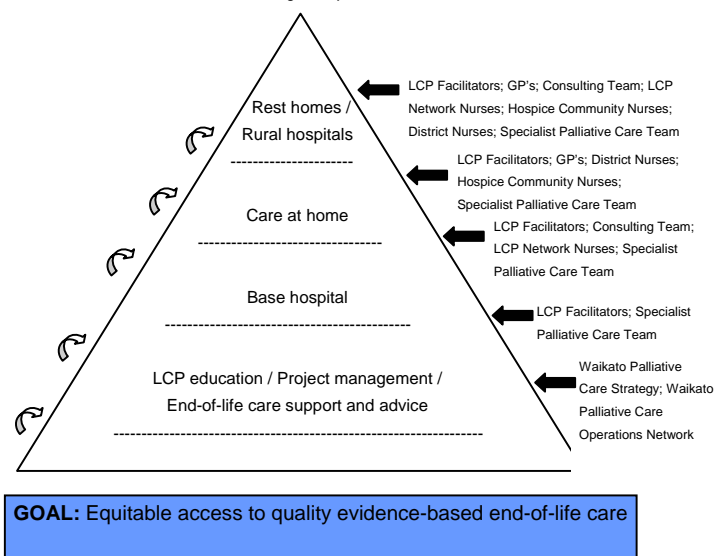 Rest homes /
Rural hospitals
Care at home
Base hospital
LCP education / Project management /
End-of-life care support and advice
LCP Facilitators; GP's; Consulting Team; LCP
Network Nurses; Hospice Community Nurses;
District Nurses; Specialist Palliative Care Team
LCP Facilitators; GP's; District Nurses;
Hospice Community Nurses;
Specialist Palliative Care Team
LCP Facilitators; Consulting Team;
LCP Network Nurses; Specialist
Palliative Care Team
LCP Facilitators; Specialist
Palliative Care Team
Waikato Palliative
Care Strategy; Waikato
Palliative Care
Operations Network
GOAL: Equitable access to quality evidence-based end-of-life care